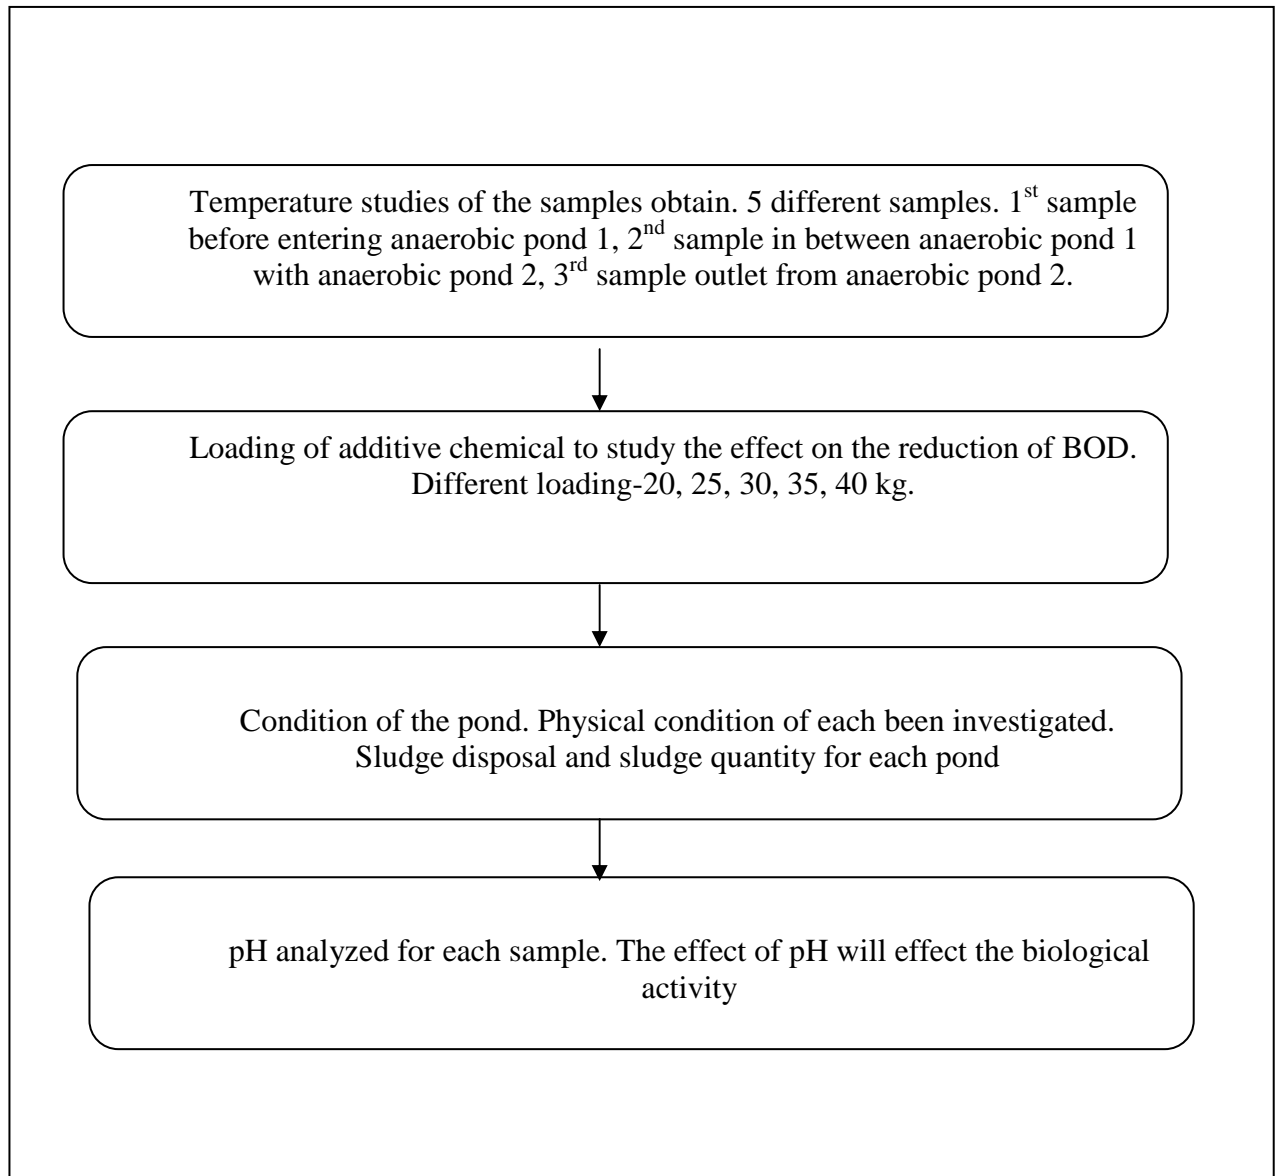 Temperature studies of the samples obtain. 5 different samples. 1st sample
before entering anaerobic pond 1, 2nd sample in between anaerobic pond 1
with anaerobic pond 2, 3rd sample outlet from anaerobic pond 2.
Loading of additive chemical to study the effect on the reduction of BOD.
Different loading-20, 25, 30, 35, 40 kg.
Condition of the pond. Physical condition of each been investigated.
Sludge disposal and sludge quantity for each pond
pH analyzed for each sample. The effect of pH will effect the biological
activity